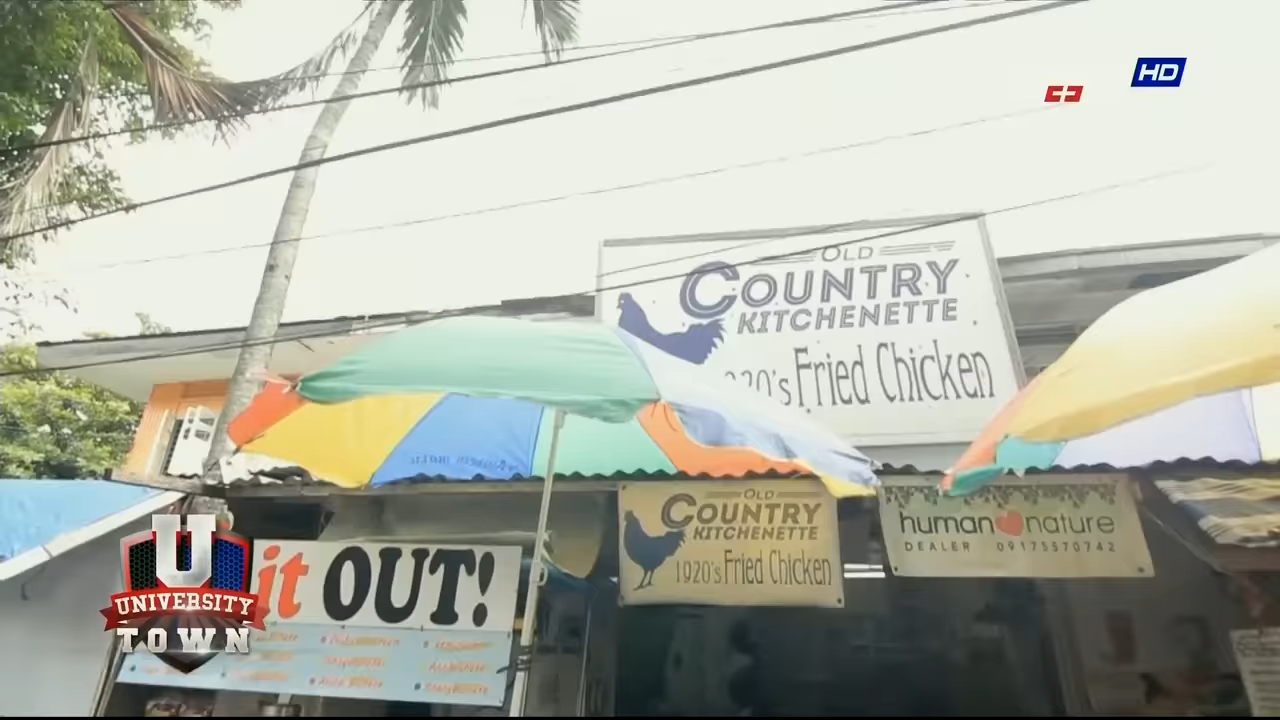 HD
OLD
COUNTRY
KITCHENETTE
Fried Chicken
OLD
COUNTRY
KITCHENETTE
1920's Fried Chicken
human nature
DEALER 09175570742
it OUT!
U
UNIVERSITY
TOWN